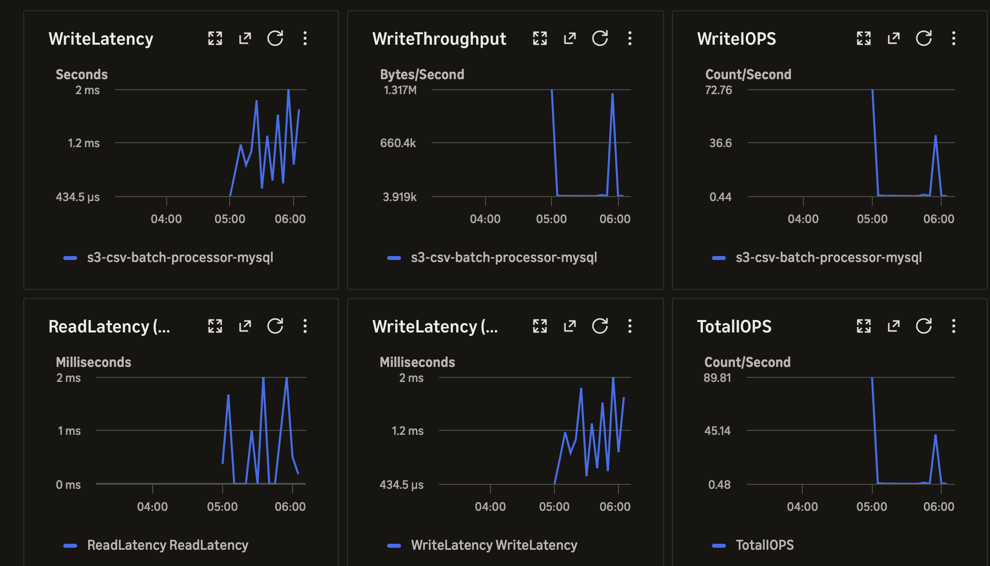 WriteLatency
Seconds
2 ms
1.2 ms
434.5 µs
04:00 05:00 06:00
s3-csv-batch-processor-mysql
WriteThroughput
Bytes/Second
1.317M
660.4k
3.919k
04:00 05:00 06:00
s3-csv-batch-processor-mysql
WriteIOPS
Count/Second
72.76
36.6
0.44
04:00 05:00 06:00
s3-csv-batch-processor-mysql
ReadLatency (...
Milliseconds
2 ms
1 ms
0 ms
04:00 05:00 06:00
ReadLatency ReadLatency
WriteLatency (...
Milliseconds
2 ms
1.2 ms
434.5 µs
04:00 05:00 06:00
WriteLatency WriteLatency
TotalIOPS
Count/Second
89.81
45.14
0.48
04:00 05:00 06:00
TotalIOPS